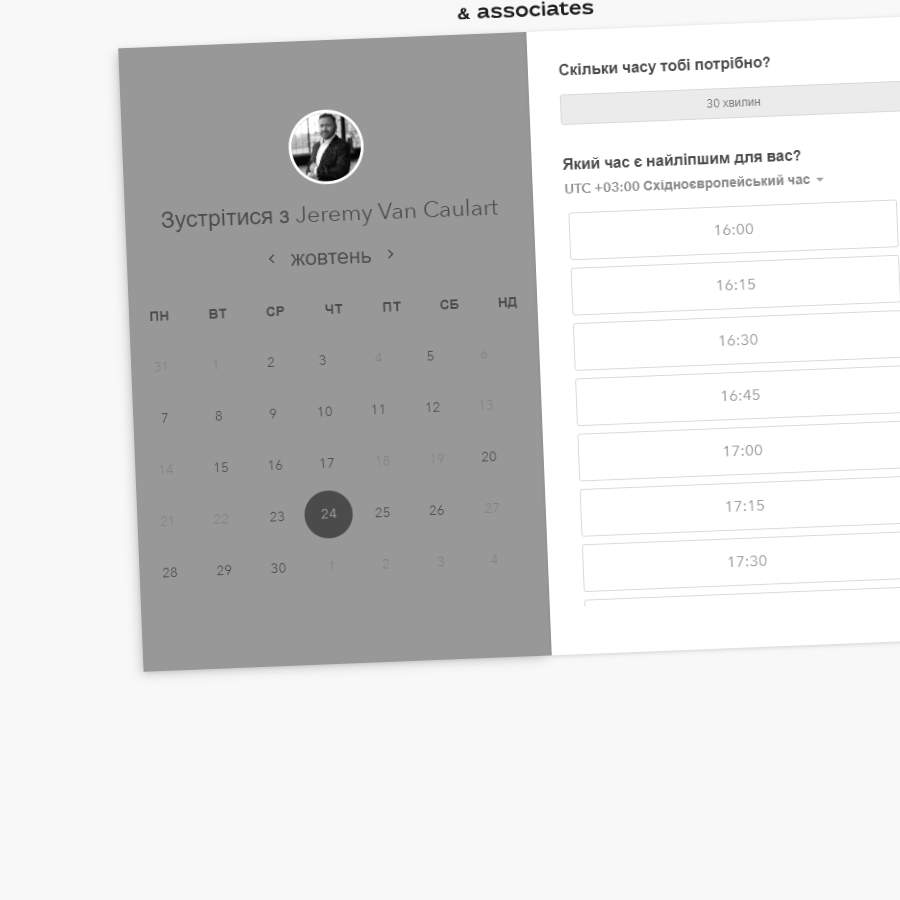 & associates
Зустрітися з Jeremy Van Caulart
жовтень
ПН ВТ СР ЧТ ПТ СБ НД
31 1 2 3 4 5 6
7 8 9 10 11 12 13
14 15 16 17 18 19 20
21 22 23 24 25 26 27
28 29 30 1 2 3 4
Скільки часу тобі потрібно?
30 хвилин
Який час є найліпшим для вас?
UTC +03:00 Східноєвропейський час
16:00
16:15
16:30
16:45
17:00
17:15
17:30